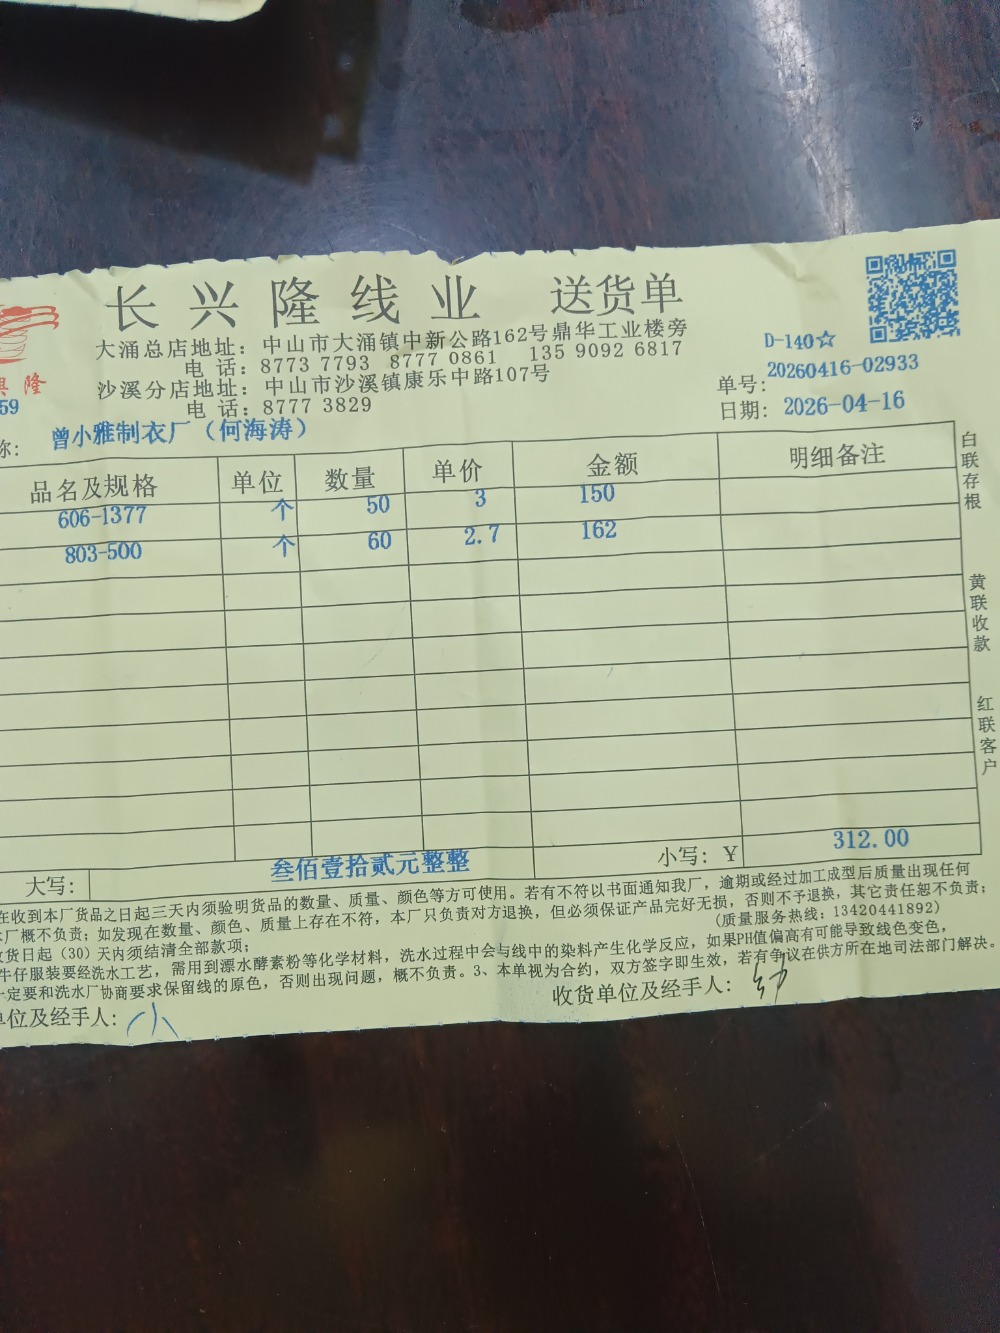 长兴隆线业 送货单
大涌总店地址：中山市大涌镇中新公路162号鼎华工业楼旁
电 话：8773 7793 8777 0861 135 9092 6817
沙溪分店地址：中山市沙溪镇康乐中路107号
电 话：8777 3829
隆
59
D-140☆
单号：20260416-02933
日期：2026-04-16
称：曾小雅制衣厂（何海涛）
品名及规格 单位 数量 单价 金额 明细备注
606-1377 个 50 3 150
803-500 个 60 2.7 162
大写：叁佰壹拾贰元整整 小写：￥312.00
在收到本厂货品之日起三天内须验明货品的数量、质量、颜色等方可使用。若有不符以书面通知我厂，逾期或经过加工成型后质量出现任何
厂概不负责；如发现在数量、颜色、质量上存在不符，本厂只负责对方退换，但必须保证产品完好无损，否则不予退换，其它责任恕不负责；
货日起（30）天内须结清全部款项； （质量服务热线：13420441892）
牛仔服装要经洗水工艺，需用到漂水酵素粉等化学材料，洗水过程中会与线中的染料产生化学反应，如果PH值偏高有可能导致线色变色，
一定要和洗水厂协商要求保留线的原色，否则出现问题，概不负责。3、本单视为合约，双方签字即生效，若有争议在供方所在地司法部门解决。
单位及经手人：小 收货单位及经手人：
白联存根
黄联收款
红联客户